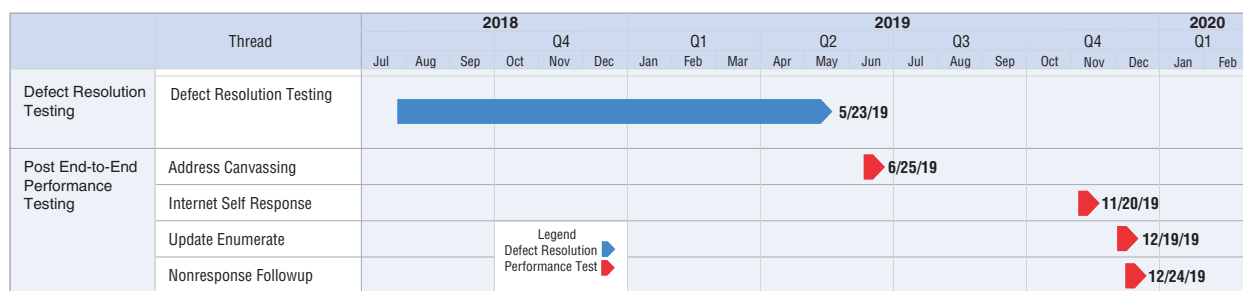 2018 2019 2020
Thread Q4 Q1 Q2 Q3 Q4 Q1
Jul Aug Sep Oct Nov Dec Jan Feb Mar Apr May Jun Jul Aug Sep Oct Nov Dec Jan Feb
Defect Resolution Testing
Defect Resolution Testing
5/23/19
Post End-to-End Performance Testing
Address Canvassing 6/25/19
Internet Self Response 11/20/19
Update Enumerate 12/19/19
Nonresponse Followup 12/24/19
Legend
Defect Resolution
Performance Test